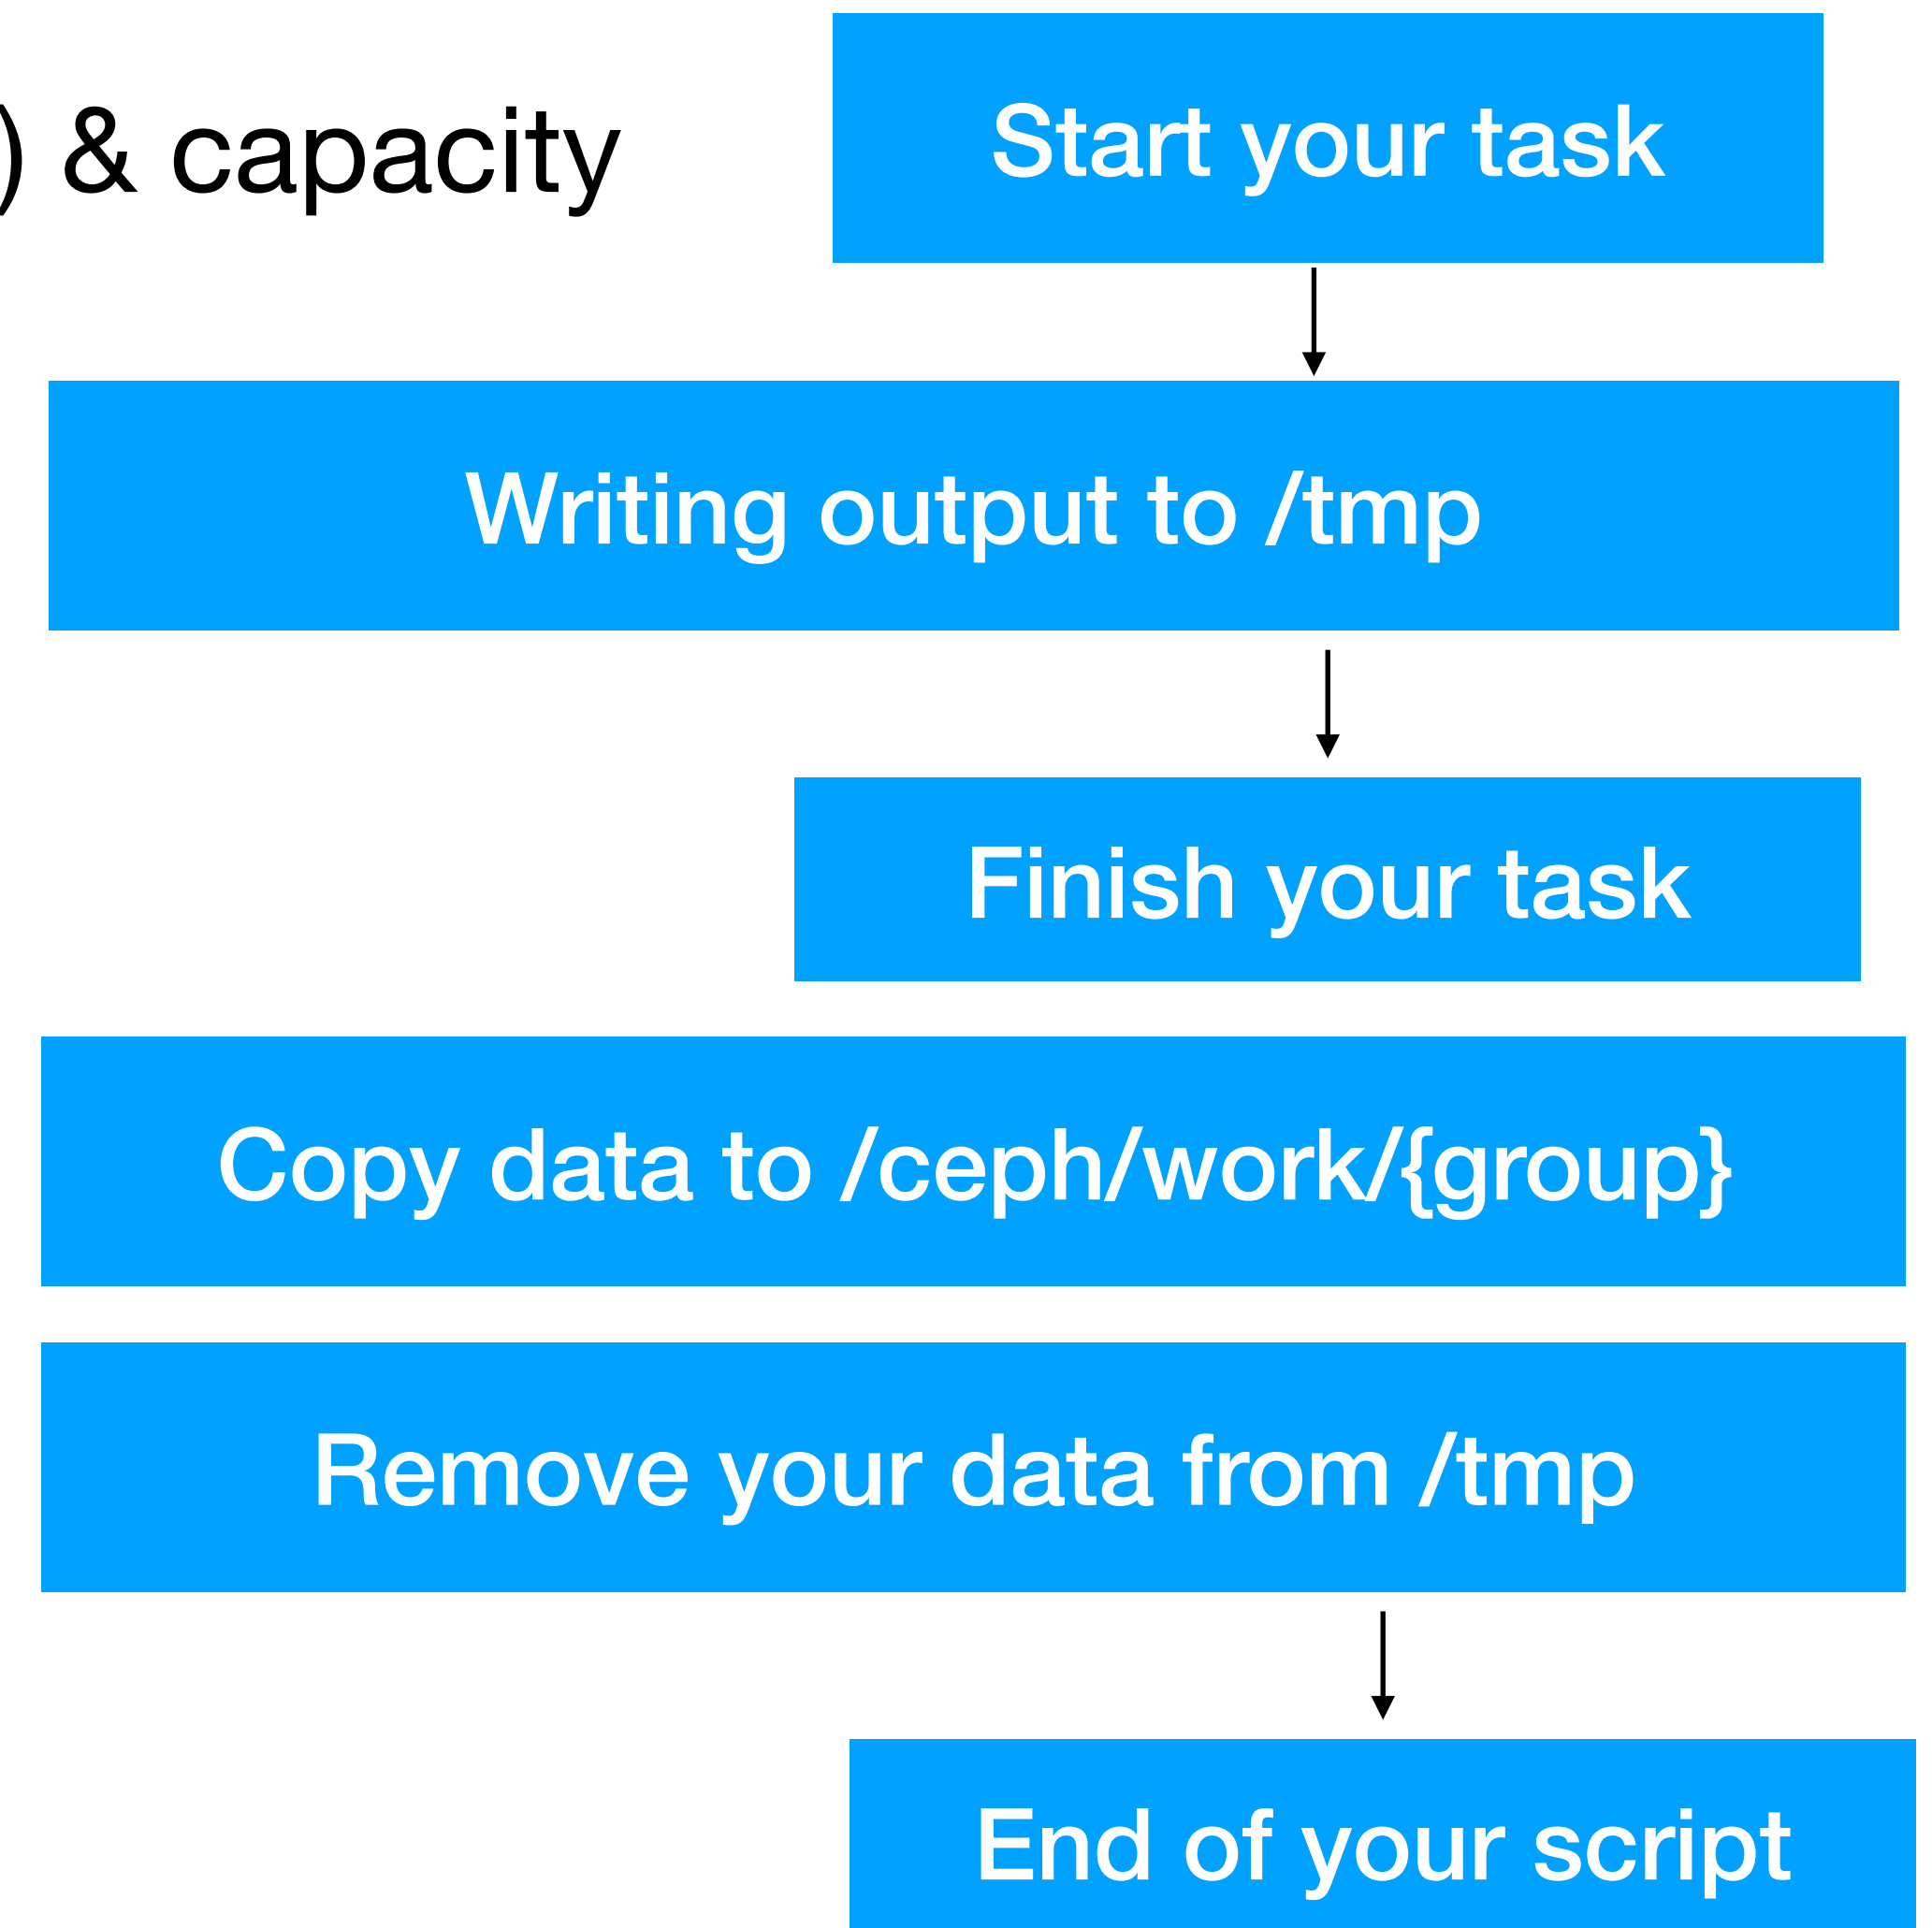 ) & capacity
Start your task
Writing output to /tmp
Finish your task
Copy data to /ceph/work/{group}
Remove your data from /tmp
End of your script